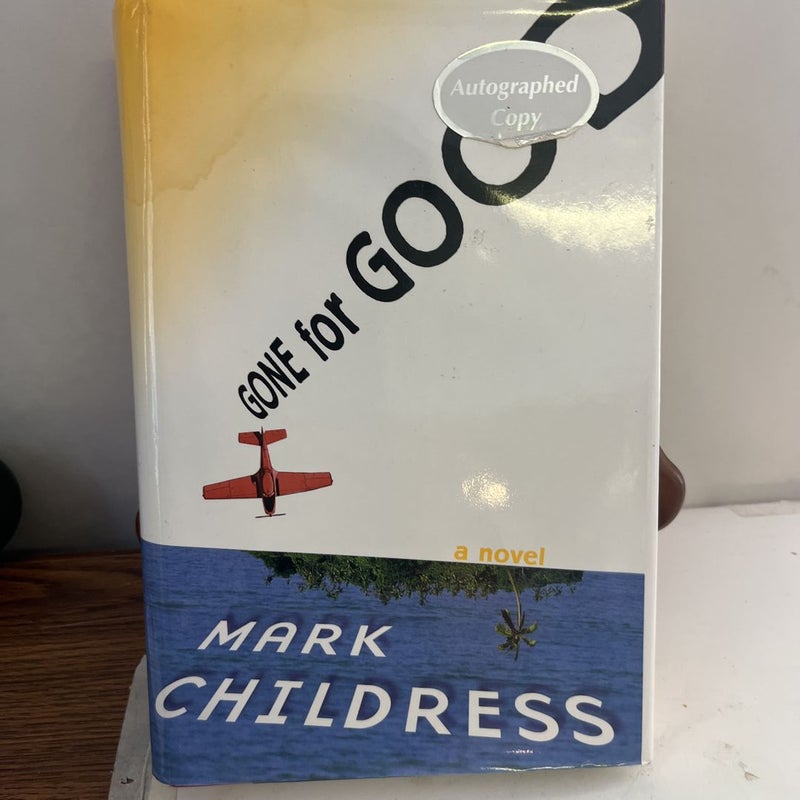 Autographed
Copy
GONE for GOOD
a novel
MARK
CHILDRESS